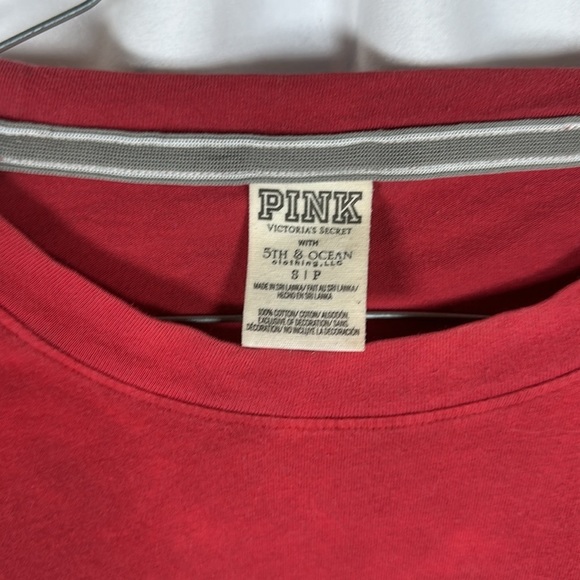 PINK
VICTORIA'S SECRET
WITH
5TH & OCEAN
clothing, LLC
S | P
MADE IN SRI LANKA/ FAIT AU SRI LANKA/
HECHO EN SRI LANKA
100% COTTON/ COTON/ ALGODÓN
EXCLUSIVE OF DECORATION/ SANS
DÉCORATION/ NO INCLUYE LA DECORACIÓN